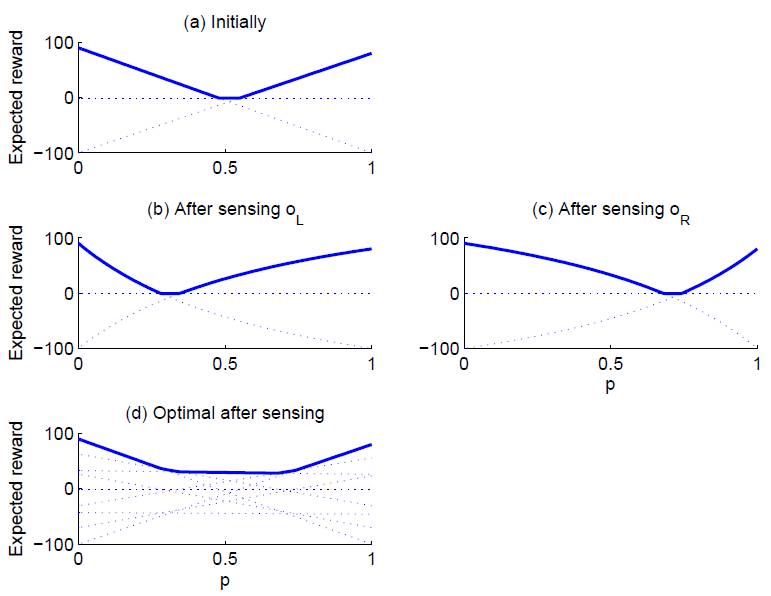 (a) Initially
Expected reward
100
0
−100
0
0.5
1
(b) After sensing o_L
Expected reward
100
0
−100
0
0.5
1
(c) After sensing o_R
100
0
−100
0
0.5
1
p
(d) Optimal after sensing
Expected reward
100
0
−100
0
0.5
1
p